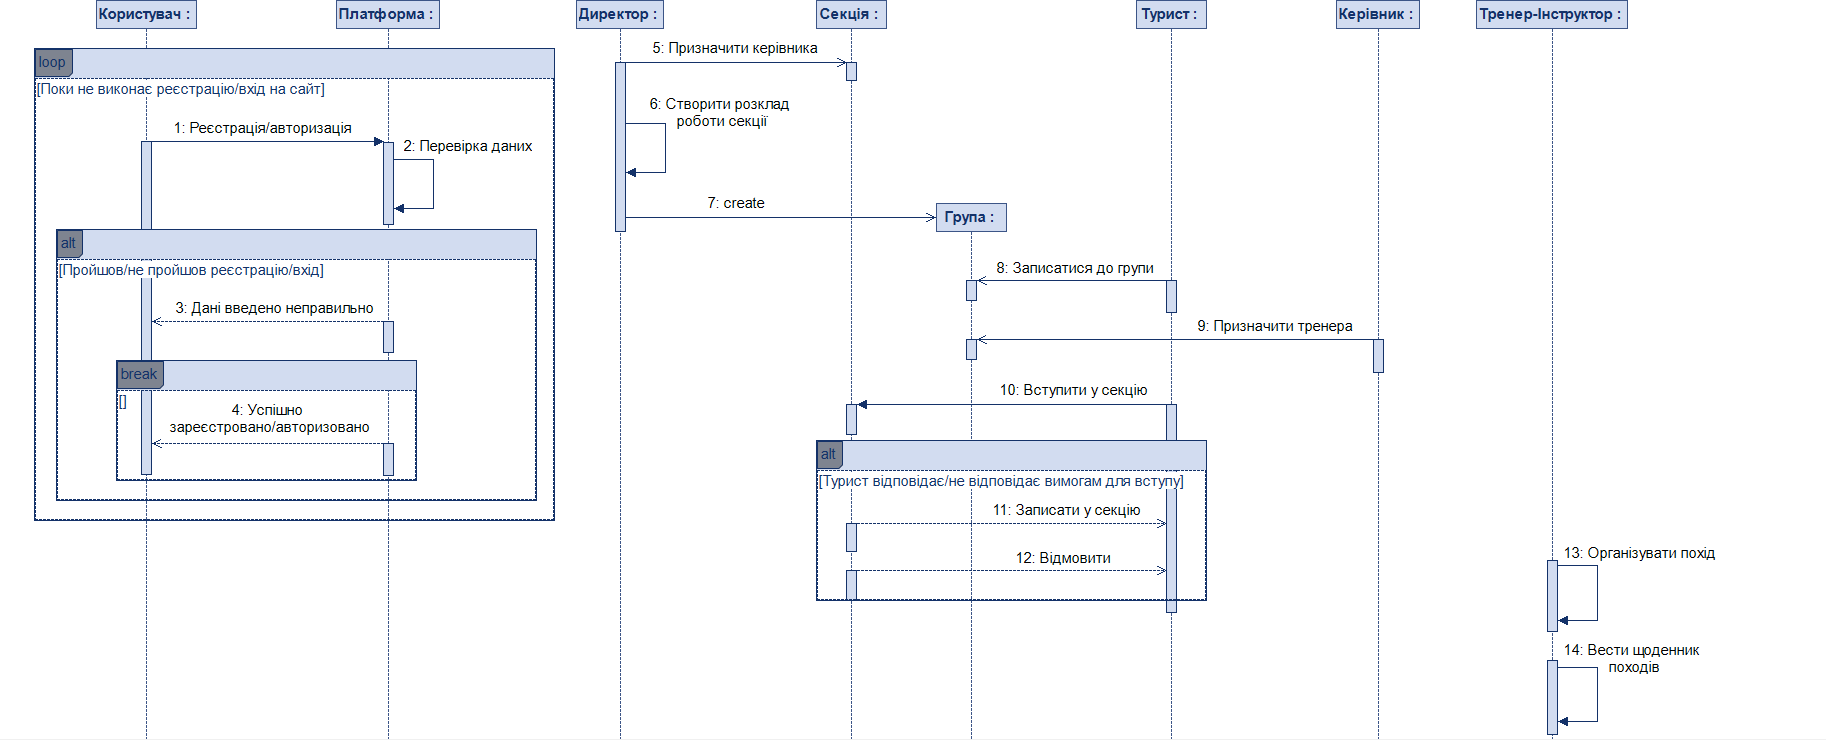 Користувач :
Платформа :
Директор :
Секція :
Турист :
Керівник :
Тренер-Інструктор :
loop
[Поки не виконає реєстрацію/вхід на сайт]
1: Реєстрація/авторизація
2: Перевірка даних
alt
[Пройшов/не пройшов реєстрацію/вхід]
3: Дані введено неправильно
break
[]
4: Успішно
зареєстровано/авторизовано
5: Призначити керівника
6: Створити розклад
роботи секції
7: create
Група :
8: Записатися до групи
9: Призначити тренера
10: Вступити у секцію
alt
[Турист відповідає/не відповідає вимогам для вступу]
11: Записати у секцію
12: Відмовити
13: Організувати похід
14: Вести щоденник
походів